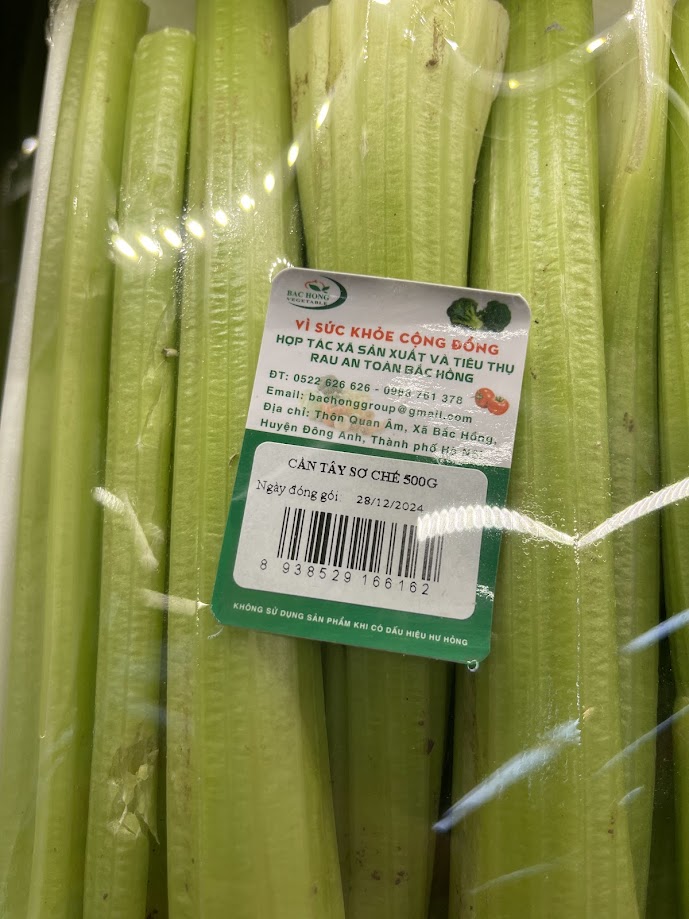 BAC HONG
VEGETABLE
VÌ SỨC KHỎE CỘNG ĐỒNG
HỢP TÁC XÃ SẢN XUẤT VÀ TIÊU THỤ
RAU AN TOÀN BẮC HỒNG
ĐT: 0522 626 626 - 0983 761 378
Email: bachonggroup@gmail.com
Địa chỉ: Thôn Quan Âm, Xã Bắc Hồng,
Huyện Đông Anh, Thành phố Hà Nội
CẦN TÂY SƠ CHẾ 500G
Ngày đóng gói: 28/12/2024
8 938529 166162
KHÔNG SỬ DỤNG SẢN PHẨM KHI CÓ DẤU HIỆU HƯ HỎNG